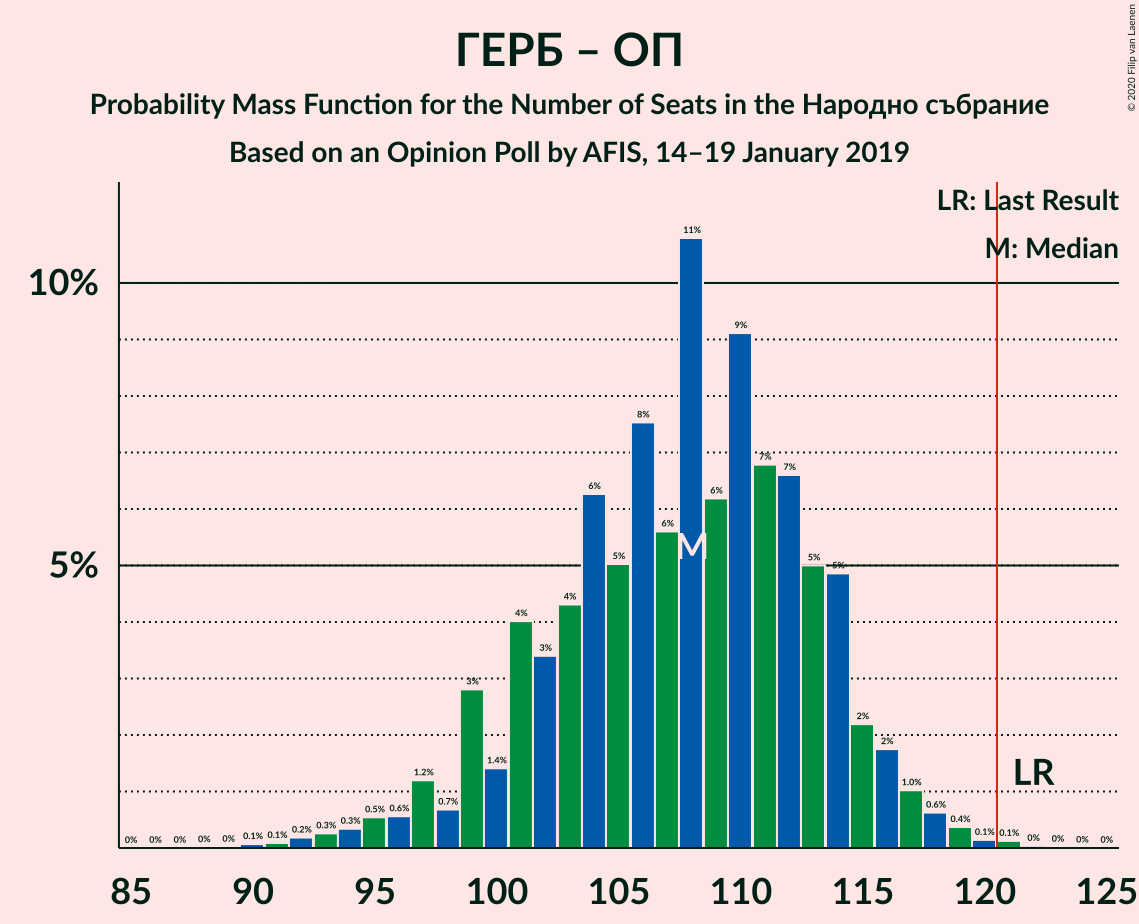 ГЕРБ – ОП
Probability Mass Function for the Number of Seats in the Народно събрание
Based on an Opinion Poll by AFIS, 14–19 January 2019
© 2020 Filip van Laenen
LR: Last Result
M: Median
10%
5%
0% 0% 0% 0% 0% 0.1% 0.1% 0.2% 0.3% 0.3% 0.5% 0.6% 1.2% 0.7% 3% 1.4% 4% 3% 4% 6% 5% 8% 6% 11% 6% 9% 7% 7% 5% 5% 2% 2% 1.0% 0.6% 0.4% 0.1% 0.1% 0% 0% 0% 0%
M
LR
85 90 95 100 105 110 115 120 125